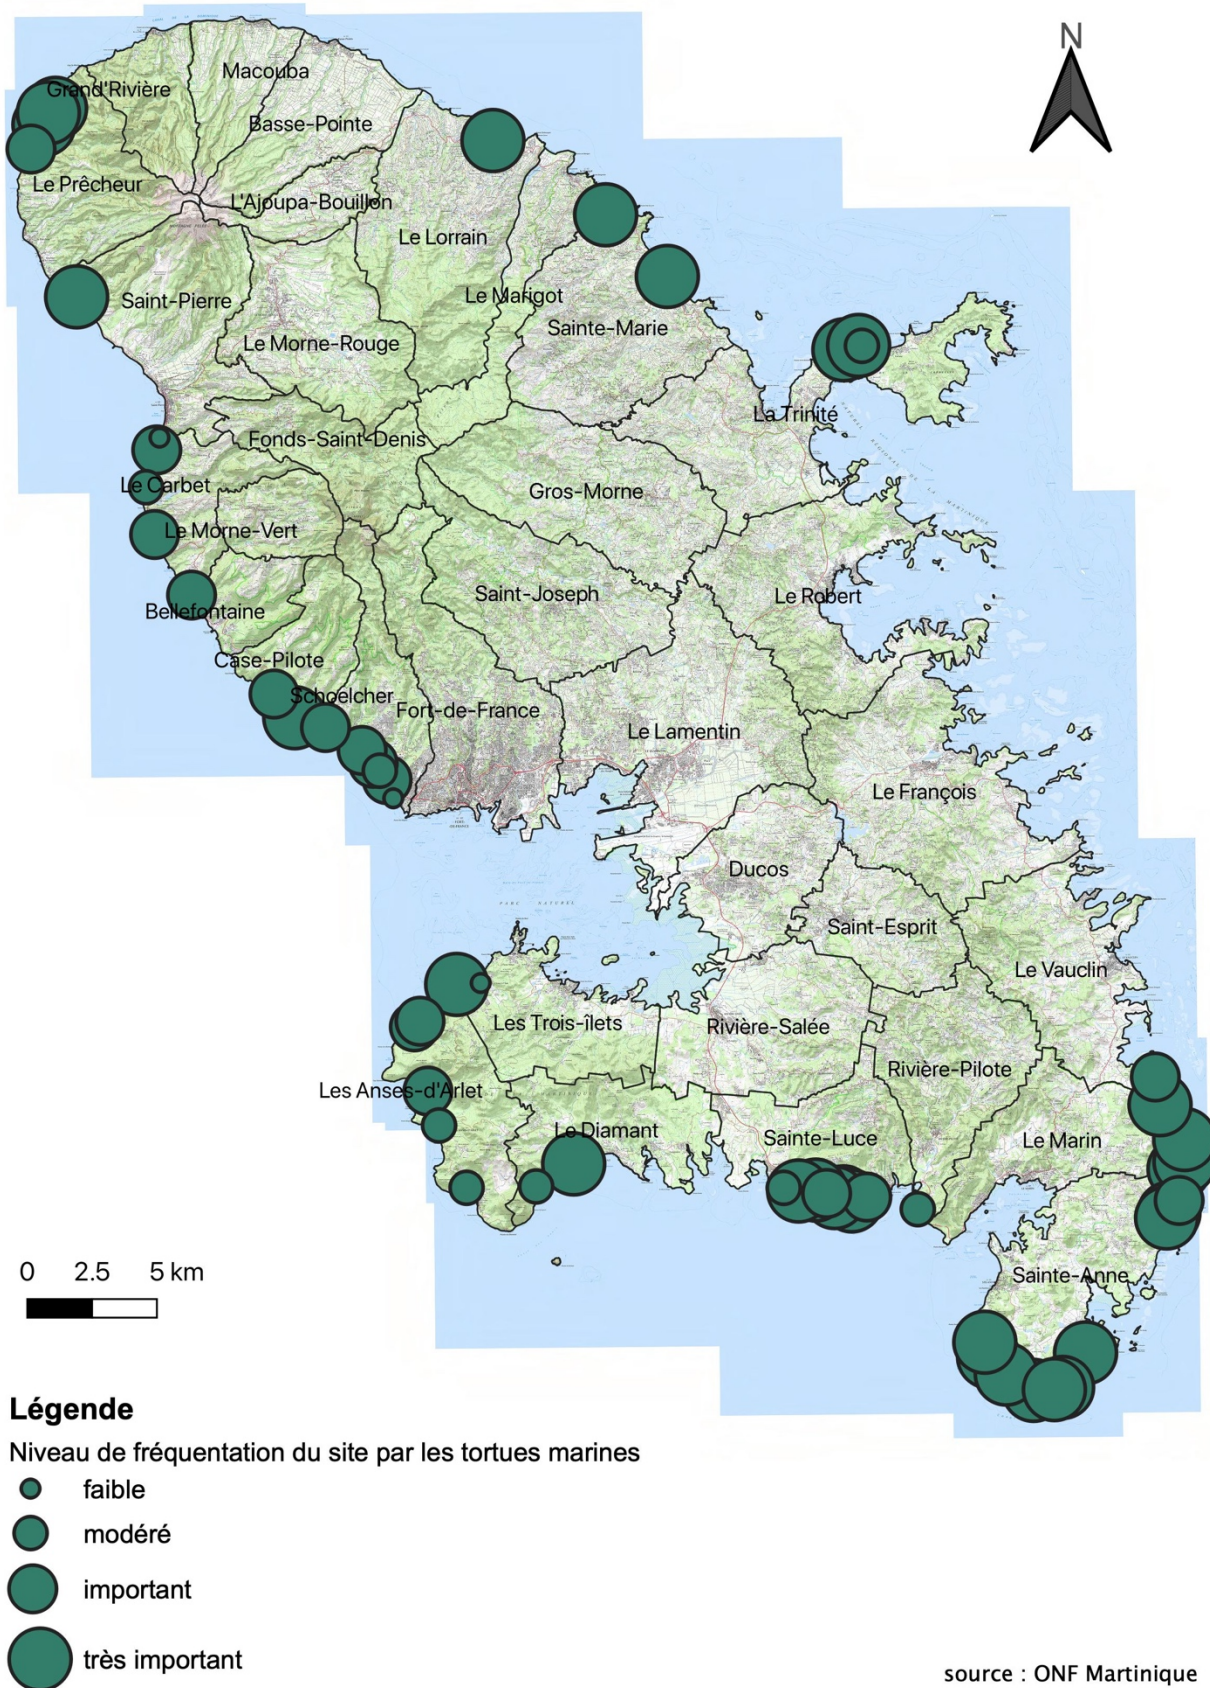 N
Grand'Rivière
Macouba
Basse-Pointe
Le Prêcheur
L'Ajoupa-Bouillon
Le Lorrain
Saint-Pierre
Le Marigot
Sainte-Marie
Le Morne-Rouge
La Trinité
Fonds-Saint-Denis
Le Carbet
Gros-Morne
Le Morne-Vert
Saint-Joseph
Le Robert
Bellefontaine
Case-Pilote
Schoelcher
Fort-de-France
Le Lamentin
Le François
Ducos
Saint-Esprit
Le Vauclin
Les Trois-îlets
Rivière-Salée
Rivière-Pilote
Les Anses-d'Arlet
Le Diamant
Sainte-Luce
Le Marin
Sainte-Anne
0 2.5 5 km
Légende
Niveau de fréquentation du site par les tortues marines
faible
modéré
important
très important
source : ONF Martinique